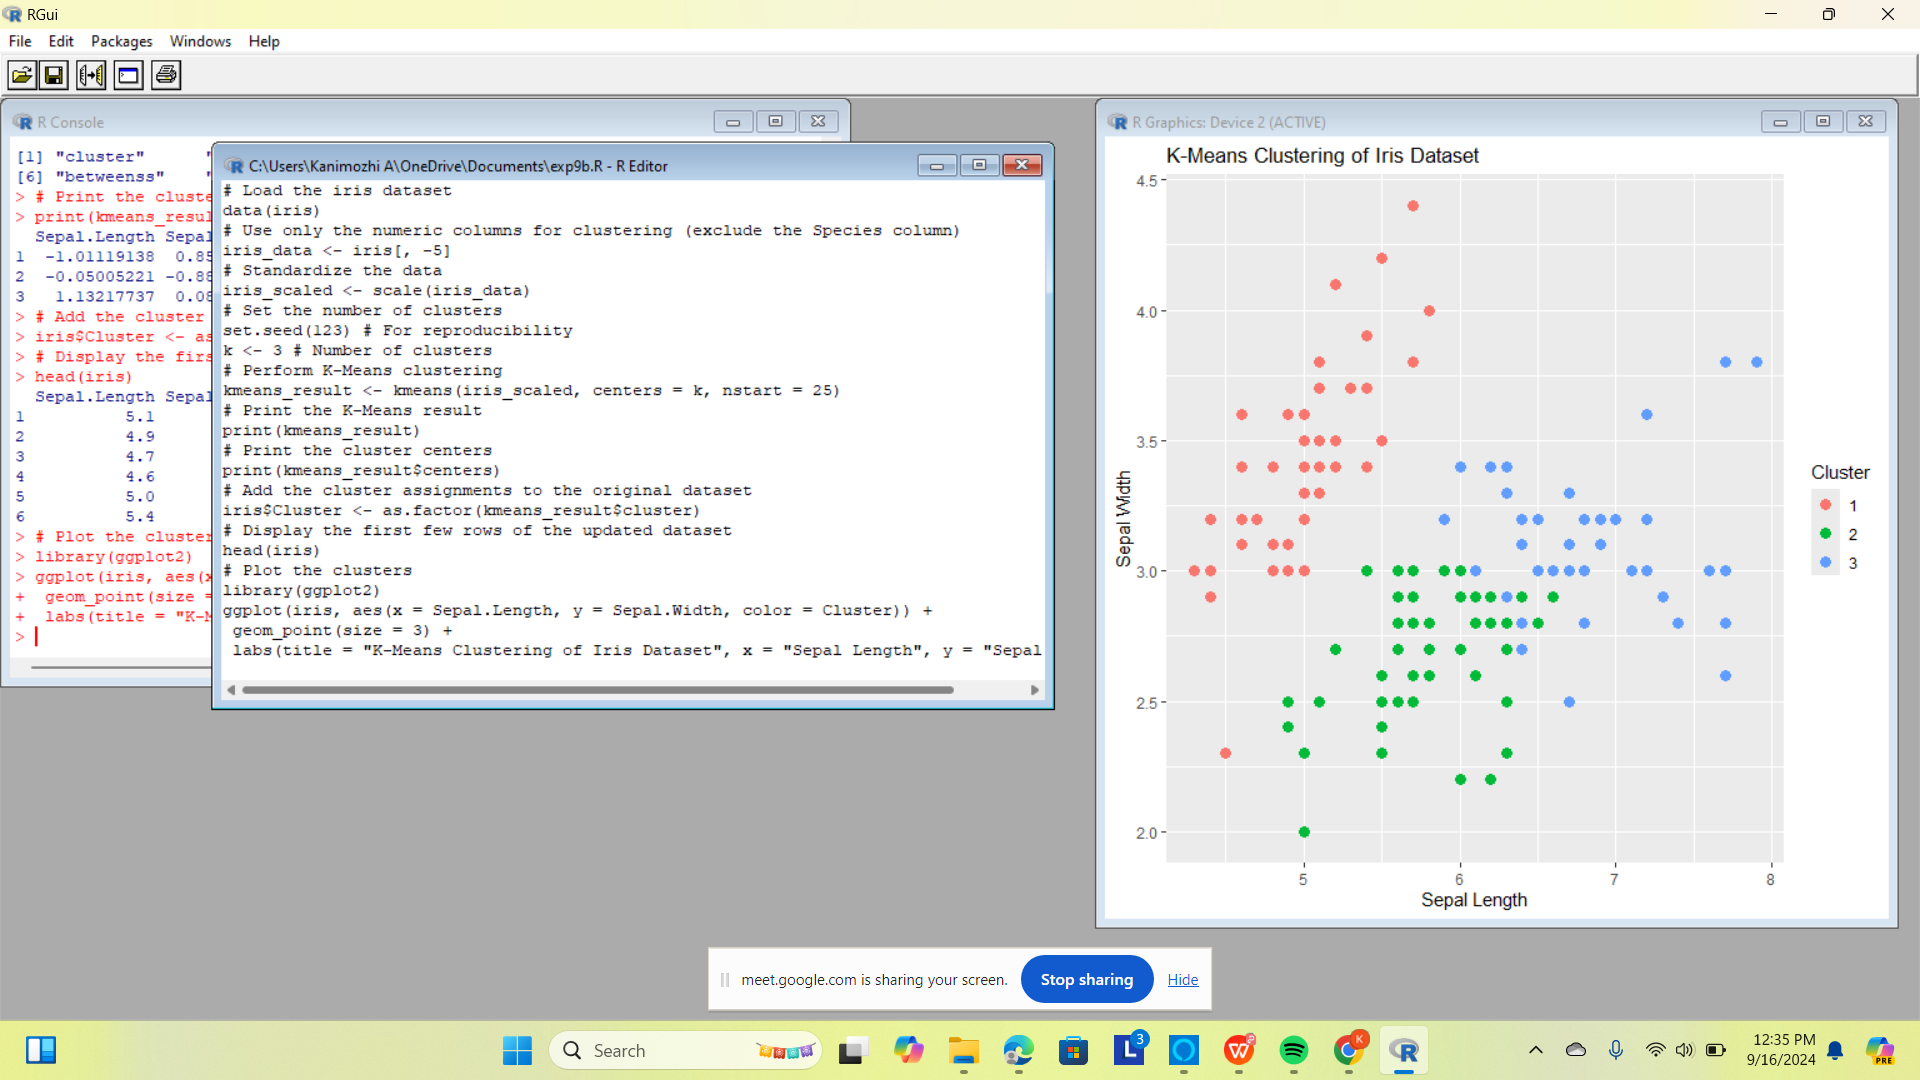 RGui
File Edit Packages Windows Help
R Console
[1] "cluster" "
[6] "betweenss" "
> # Print the cluste
> print(kmeans_resul
Sepal.Length Sepal
1 -1.01119138 0.85
2 -0.05005221 -0.88
3 1.13217737 0.08
> # Add the cluster
> iris$Cluster <- as
> # Display the firs
> head(iris)
Sepal.Length Sepal
1 5.1
2 4.9
3 4.7
4 4.6
5 5.0
6 5.4
> # Plot the cluster
> library(ggplot2)
> ggplot(iris, aes(x
+ geom_point(size =
+ labs(title = "K-M
>
C:\Users\Kanimozhi A\OneDrive\Documents\exp9b.R - R Editor
# Load the iris dataset
data(iris)
# Use only the numeric columns for clustering (exclude the Species column)
iris_data <- iris[, -5]
# Standardize the data
iris_scaled <- scale(iris_data)
# Set the number of clusters
set.seed(123) # For reproducibility
k <- 3 # Number of clusters
# Perform K-Means clustering
kmeans_result <- kmeans(iris_scaled, centers = k, nstart = 25)
# Print the K-Means result
print(kmeans_result)
# Print the cluster centers
print(kmeans_result$centers)
# Add the cluster assignments to the original dataset
iris$Cluster <- as.factor(kmeans_result$cluster)
# Display the first few rows of the updated dataset
head(iris)
# Plot the clusters
library(ggplot2)
ggplot(iris, aes(x = Sepal.Length, y = Sepal.Width, color = Cluster)) +
geom_point(size = 3) +
labs(title = "K-Means Clustering of Iris Dataset", x = "Sepal Length", y = "Sepal
R Graphics: Device 2 (ACTIVE)
K-Means Clustering of Iris Dataset
4.5
4.0
3.5
3.0
2.5
2.0
Sepal Width
5 6 7 8
Sepal Length
Cluster
1
2
3
meet.google.com is sharing your screen. Stop sharing Hide
Search
L 3
W 2
K
R
12:35 PM
9/16/2024
PRE